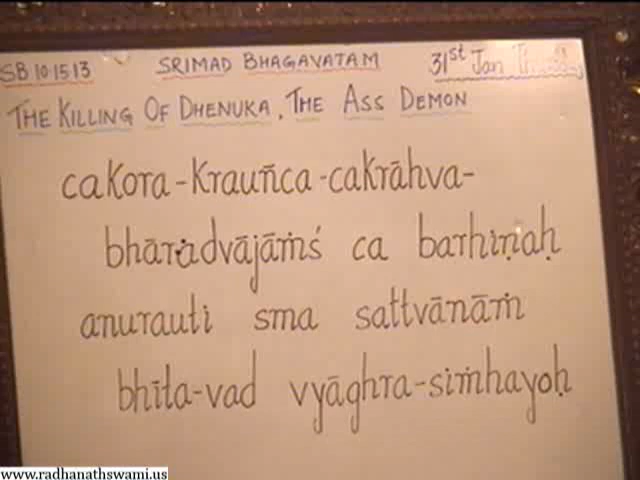 SB 10.15.13 SRIMAD BHAGAVATAM 31st Jan
THE KILLING OF DHENUKA, THE ASS DEMON
cakora-krauñca-cakrāhva-
bhāradvājāṁś ca barhiṇaḥ
anurauti sma sattvānāṁ
bhīta-vad vyāghra-siṁhayoḥ
www.radhanathswami.us